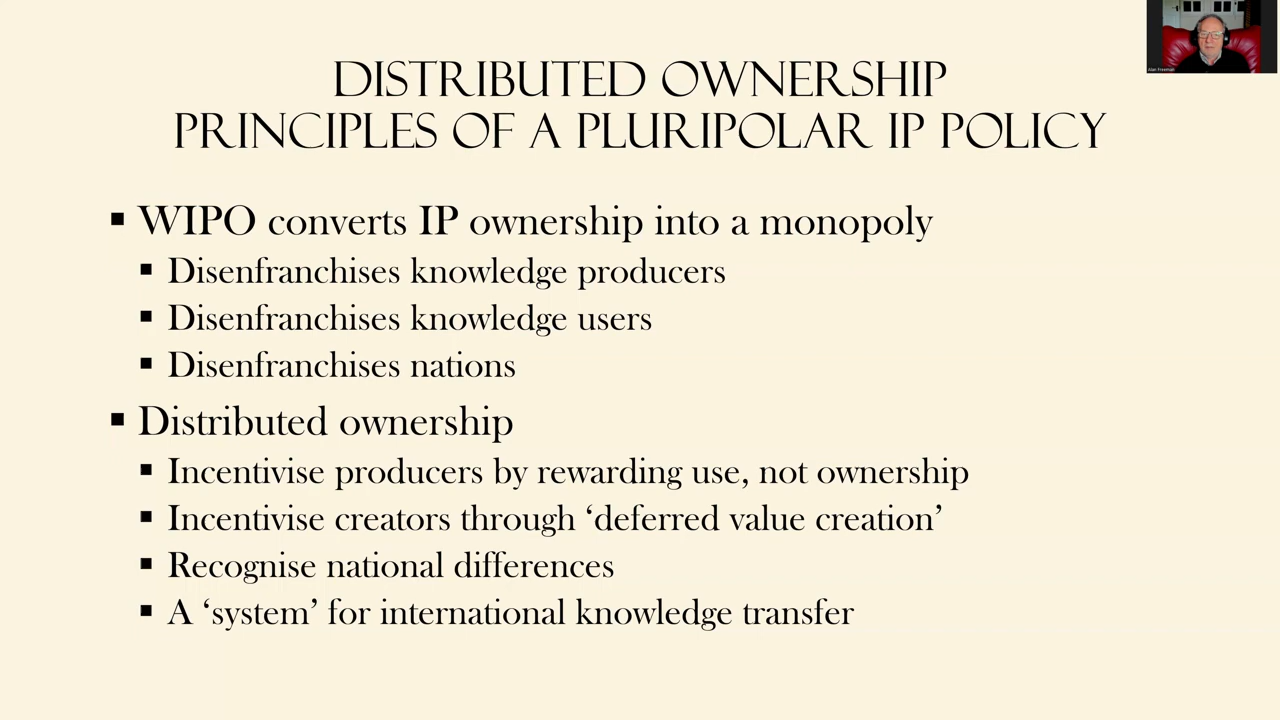 Alan Freeman
DISTRIBUTED OWNERSHIP
PRINCIPLES OF A PLURIPOLAR IP POLICY
▪ WIPO converts IP ownership into a monopoly
▪ Disenfranchises knowledge producers
▪ Disenfranchises knowledge users
▪ Disenfranchises nations
▪ Distributed ownership
▪ Incentivise producers by rewarding use, not ownership
▪ Incentivise creators through ‘deferred value creation’
▪ Recognise national differences
▪ A ‘system’ for international knowledge transfer